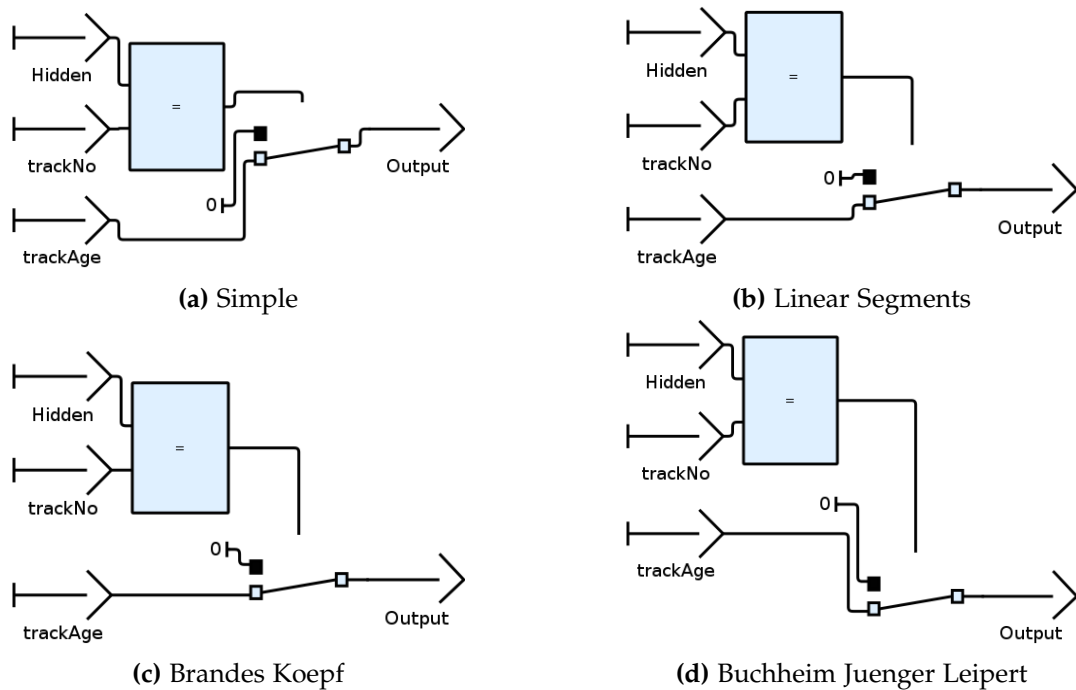 Hidden
=
trackNo
Output
0
trackAge
(a) Simple
Hidden
=
trackNo
0
Output
trackAge
(b) Linear Segments
Hidden
=
trackNo
0
Output
trackAge
(c) Brandes Koepf
Hidden
=
trackNo
0
trackAge
Output
(d) Buchheim Juenger Leipert